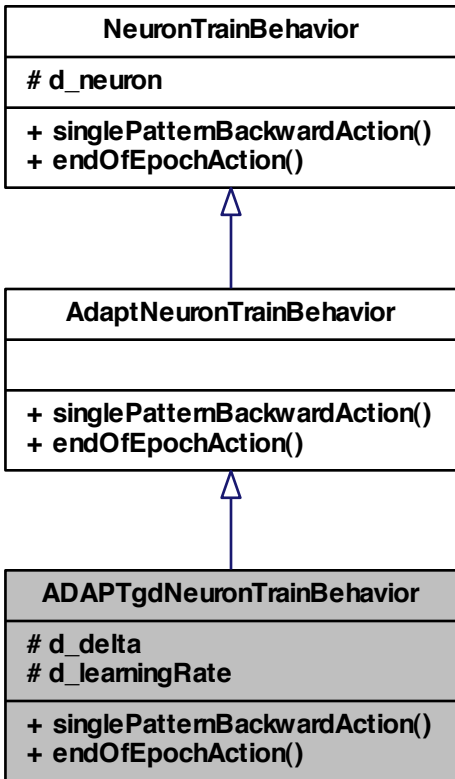 NeuronTrainBehavior
# d_neuron
+ singlePatternBackwardAction()
+ endOfEpochAction()
AdaptNeuronTrainBehavior
+ singlePatternBackwardAction()
+ endOfEpochAction()
ADAPTgdNeuronTrainBehavior
# d_delta
# d_learningRate
+ singlePatternBackwardAction()
+ endOfEpochAction()